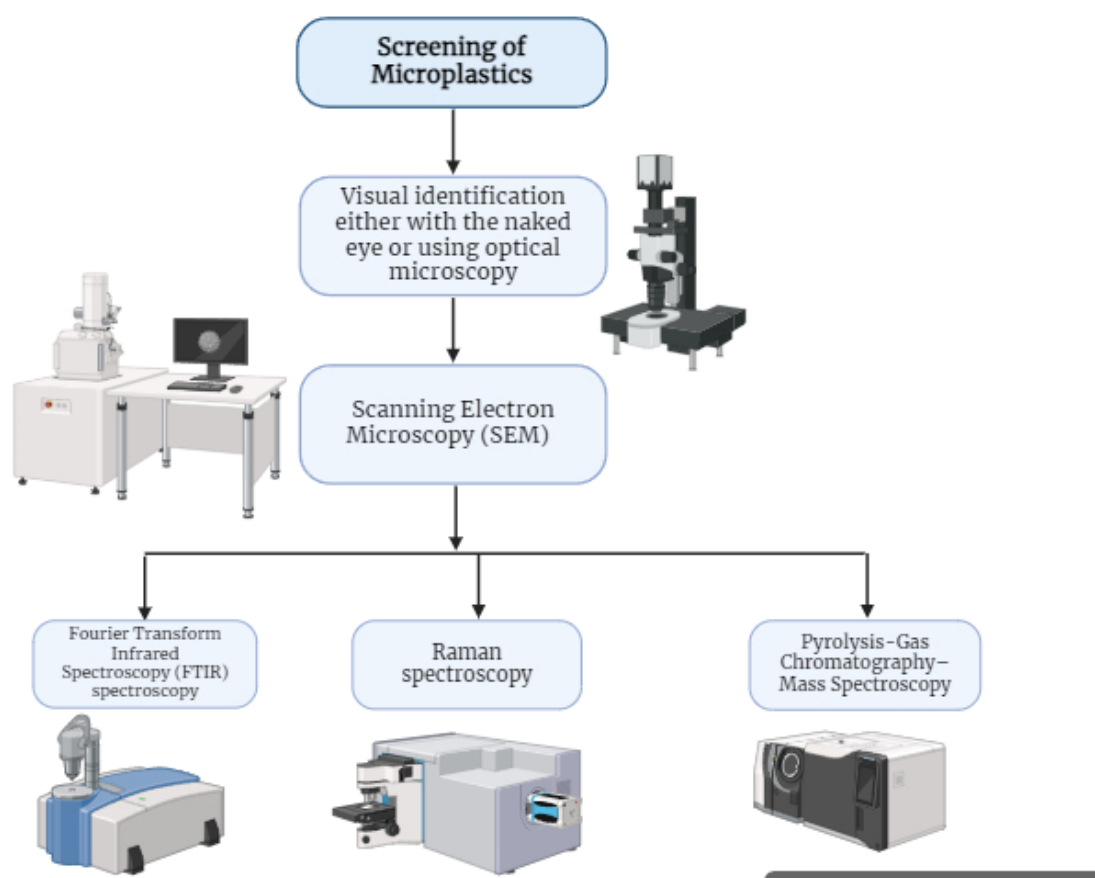 Screening of
Microplastics
Visual identification
either with the naked
eye or using optical
microscopy
Scanning Electron
Microscopy (SEM)
Fourier Transform
Infrared
Spectroscopy (FTIR)
spectroscopy
Raman
spectroscopy
Pyrolysis-Gas
Chromatography–
Mass Spectroscopy